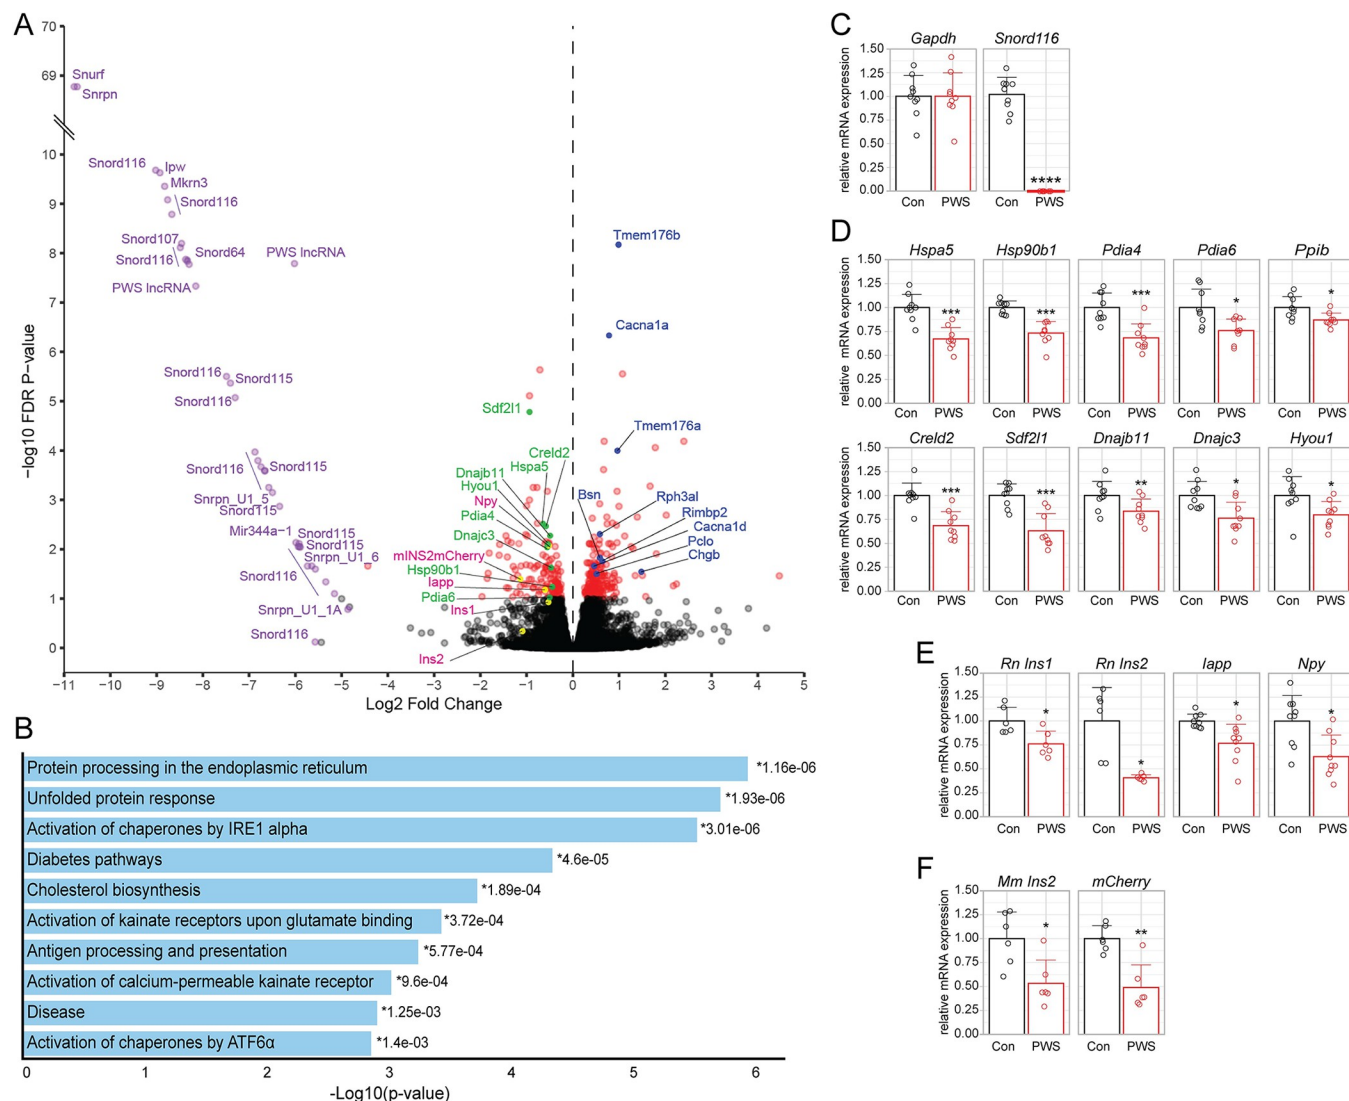 A
70
69
10
9
8
7
6
5
4
3
2
1
0
−log10 FDR P−value
Snurf
Snrpn
Snord116
Ipw
Mkrn3
Snord116
Snord107
Snord64
Snord116
PWS lncRNA
PWS lncRNA
Snord116
Snord115
Snord116
Snord116
Snord115
Snrpn_U1_5
Snord115
Mir344a−1
Snord115
Snord115
Snrpn_U1_6
Snord116
Snrpn_U1_1A
Snord116
Tmem176b
Cacna1a
Sdf2l1
Tmem176a
Creld2
Hspa5
Dnajb11
Hyou1
Npy
Pdia4
Dnajc3
mINS2mCherry
Hsp90b1
Iapp
Pdia6
Ins1
Ins2
Bsn
Rph3al
Rimbp2
Cacna1d
Pclo
Chgb
−11 −10 −9 −8 −7 −6 −5 −4 −3 −2 −1 0 1 2 3 4 5
Log2 Fold Change
B
Protein processing in the endoplasmic reticulum *1.16e-06
Unfolded protein response *1.93e-06
Activation of chaperones by IRE1 alpha *3.01e-06
Diabetes pathways *4.6e-05
Cholesterol biosynthesis *1.89e-04
Activation of kainate receptors upon glutamate binding *3.72e-04
Antigen processing and presentation *5.77e-04
Activation of calcium-permeable kainate receptor *9.6e-04
Disease *1.25e-03
Activation of chaperones by ATF6α *1.4e-03
0 1 2 3 4 5 6
-Log10(p-value)
C
Gapdh Snord116
relative mRNA expression
1.50
1.25
1.00
0.75
0.50
0.25
0.00
****
Con PWS Con PWS
D
Hspa5 Hsp90b1 Pdia4 Pdia6 Ppib
relative mRNA expression
1.50
1.25
1.00
0.75
0.50
0.25
0.00
*** *** *** * *
Con PWS Con PWS Con PWS Con PWS Con PWS
Creld2 Sdf2l1 Dnajb11 Dnajc3 Hyou1
relative mRNA expression
1.50
1.25
1.00
0.75
0.50
0.25
0.00
*** *** ** * *
Con PWS Con PWS Con PWS Con PWS Con PWS
E
Rn Ins1 Rn Ins2 Iapp Npy
relative mRNA expression
1.50
1.25
1.00
0.75
0.50
0.25
0.00
* * * *
Con PWS Con PWS Con PWS Con PWS
F
Mm Ins2 mCherry
relative mRNA expression
1.50
1.25
1.00
0.75
0.50
0.25
0.00
* **
Con PWS Con PWS